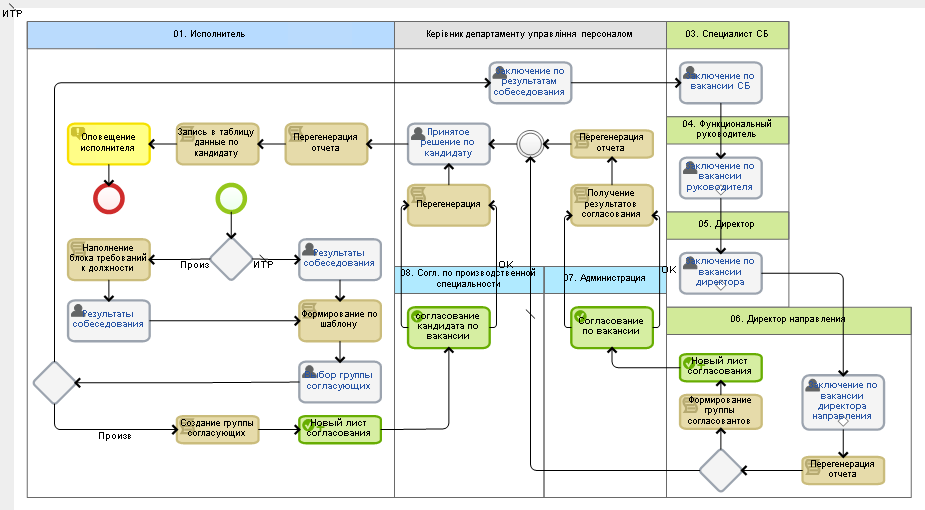 ИТР
01. Исполнитель
Керівник департаменту управління персоналом
03. Специалист СБ
Заключение по
результатам
собеседования
Заключение по
вакансии СБ
04. Функциональный
руководитель
Оповещение
исполнителя
Запись в таблицу
данные по
кандидату
Перегенерация
отчета
Принятое
решение по
кандидату
Перегенерация
отчета
Заключение по
вакансии
руководителя
Перегенерация
Получение
результатов
согласования
05. Директор
Наполнение
блока требований
к должности
Произ
ИТР
Результаты
собеседования
OK
OK
Заключение по
вакансии
директора
08. Согл. по производственной
специальности
07. Администрация
Результаты
собеседования
Формирование по
шаблону
Согласование
кандидата по
вакансии
Согласование
по вакансии
06. Директор направления
Выбор группы
согласующих
Новый лист
согласования
Заключение по
вакансии
директора
направления
Формирование
группы
согласовантов
Произв
Создание группы
согласующих
Новый лист
согласования
Перегенерация
отчета